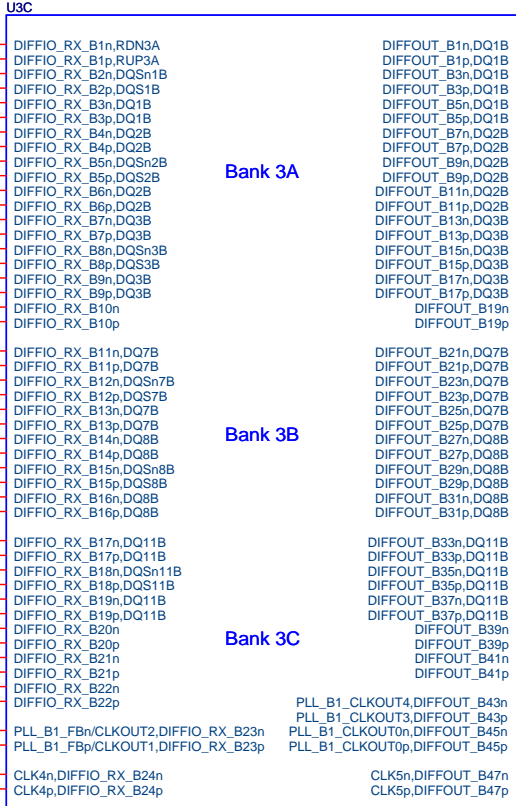 U3C
DIFFIO_RX_B1n,RDN3A DIFFOUT_B1n,DQ1B
DIFFIO_RX_B1p,RUP3A DIFFOUT_B1p,DQ1B
DIFFIO_RX_B2n,DQSn1B DIFFOUT_B3n,DQ1B
DIFFIO_RX_B2p,DQS1B DIFFOUT_B3p,DQ1B
DIFFIO_RX_B3n,DQ1B DIFFOUT_B5n,DQ1B
DIFFIO_RX_B3p,DQ1B DIFFOUT_B5p,DQ1B
DIFFIO_RX_B4n,DQ2B DIFFOUT_B7n,DQ2B
DIFFIO_RX_B4p,DQ2B DIFFOUT_B7p,DQ2B
DIFFIO_RX_B5n,DQSn2B DIFFOUT_B9n,DQ2B
Bank 3A
DIFFIO_RX_B5p,DQS2B DIFFOUT_B9p,DQ2B
DIFFIO_RX_B6n,DQ2B DIFFOUT_B11n,DQ2B
DIFFIO_RX_B6p,DQ2B DIFFOUT_B11p,DQ2B
DIFFIO_RX_B7n,DQ3B DIFFOUT_B13n,DQ3B
DIFFIO_RX_B7p,DQ3B DIFFOUT_B13p,DQ3B
DIFFIO_RX_B8n,DQSn3B DIFFOUT_B15n,DQ3B
DIFFIO_RX_B8p,DQS3B DIFFOUT_B15p,DQ3B
DIFFIO_RX_B9n,DQ3B DIFFOUT_B17n,DQ3B
DIFFIO_RX_B9p,DQ3B DIFFOUT_B17p,DQ3B
DIFFIO_RX_B10n DIFFOUT_B19n
DIFFIO_RX_B10p DIFFOUT_B19p
DIFFIO_RX_B11n,DQ7B DIFFOUT_B21n,DQ7B
DIFFIO_RX_B11p,DQ7B DIFFOUT_B21p,DQ7B
DIFFIO_RX_B12n,DQSn7B DIFFOUT_B23n,DQ7B
DIFFIO_RX_B12p,DQS7B DIFFOUT_B23p,DQ7B
DIFFIO_RX_B13n,DQ7B DIFFOUT_B25n,DQ7B
DIFFIO_RX_B13p,DQ7B DIFFOUT_B25p,DQ7B
Bank 3B
DIFFIO_RX_B14n,DQ8B DIFFOUT_B27n,DQ8B
DIFFIO_RX_B14p,DQ8B DIFFOUT_B27p,DQ8B
DIFFIO_RX_B15n,DQSn8B DIFFOUT_B29n,DQ8B
DIFFIO_RX_B15p,DQS8B DIFFOUT_B29p,DQ8B
DIFFIO_RX_B16n,DQ8B DIFFOUT_B31n,DQ8B
DIFFIO_RX_B16p,DQ8B DIFFOUT_B31p,DQ8B
DIFFIO_RX_B17n,DQ11B DIFFOUT_B33n,DQ11B
DIFFIO_RX_B17p,DQ11B DIFFOUT_B33p,DQ11B
DIFFIO_RX_B18n,DQSn11B DIFFOUT_B35n,DQ11B
DIFFIO_RX_B18p,DQS11B DIFFOUT_B35p,DQ11B
DIFFIO_RX_B19n,DQ11B DIFFOUT_B37n,DQ11B
DIFFIO_RX_B19p,DQ11B DIFFOUT_B37p,DQ11B
DIFFIO_RX_B20n DIFFOUT_B39n
Bank 3C
DIFFIO_RX_B20p DIFFOUT_B39p
DIFFIO_RX_B21n DIFFOUT_B41n
DIFFIO_RX_B21p DIFFOUT_B41p
DIFFIO_RX_B22n
DIFFIO_RX_B22p PLL_B1_CLKOUT4,DIFFOUT_B43n
PLL_B1_CLKOUT3,DIFFOUT_B43p
PLL_B1_FBn/CLKOUT2,DIFFIO_RX_B23n PLL_B1_CLKOUT0n,DIFFOUT_B45n
PLL_B1_FBp/CLKOUT1,DIFFIO_RX_B23p PLL_B1_CLKOUT0p,DIFFOUT_B45p
CLK4n,DIFFIO_RX_B24n CLK5n,DIFFOUT_B47n
CLK4p,DIFFIO_RX_B24p CLK5p,DIFFOUT_B47p